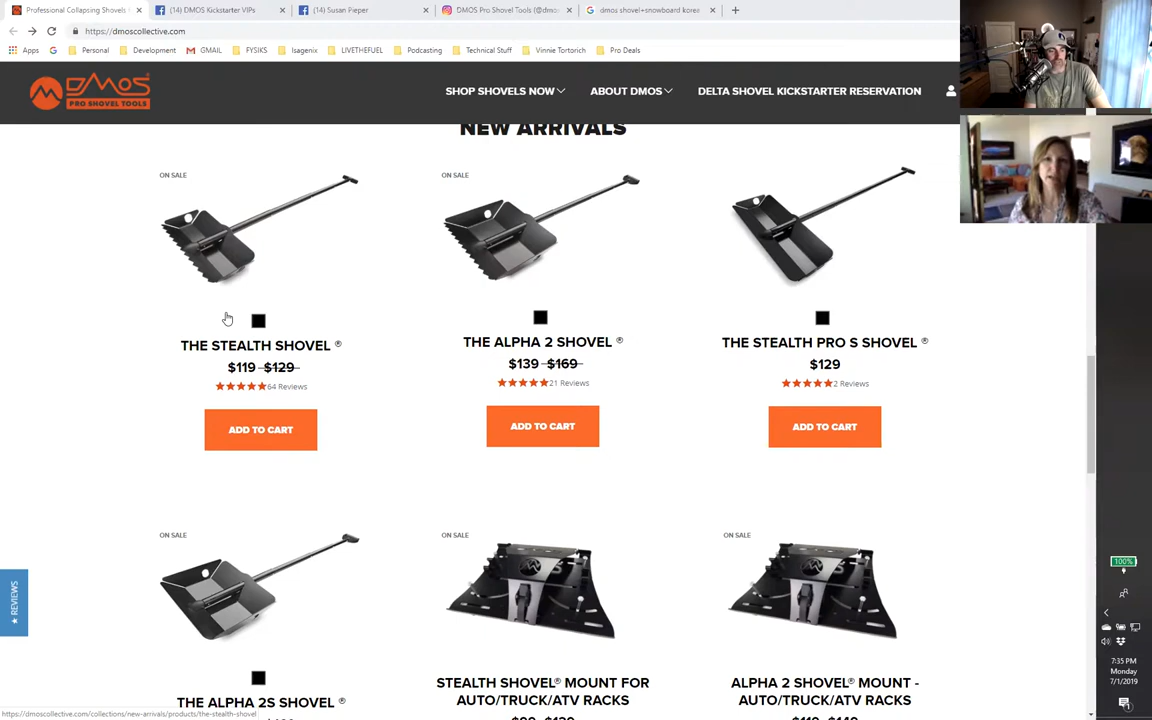 Professional Collapsing Shovels
(14) DMOS Kickstarter VIPs
(14) Susan Pieper
DMOS Pro Shovel Tools (@dmo
dmos shovel+snowboard korea
https://dmoscollective.com
Apps
Personal
Development
GMAIL
FYSIKS
Isagenix
LIVETHEFUEL
Podcasting
Technical Stuff
Vinnie Tortorich
Pro Deals
DMOS
PRO SHOVEL TOOLS
SHOP SHOVELS NOW
ABOUT DMOS
DELTA SHOVEL KICKSTARTER RESERVATION
NEW ARRIVALS
ON SALE
THE STEALTH SHOVEL ®
$119 $129
64 Reviews
ADD TO CART
ON SALE
THE ALPHA 2 SHOVEL ®
$139 $169
21 Reviews
ADD TO CART
THE STEALTH PRO S SHOVEL ®
$129
2 Reviews
ADD TO CART
ON SALE
THE ALPHA 2S SHOVEL ®
ON SALE
STEALTH SHOVEL® MOUNT FOR
AUTO/TRUCK/ATV RACKS
ON SALE
ALPHA 2 SHOVEL® MOUNT -
AUTO/TRUCK/ATV RACKS
★ REVIEWS
https://dmoscollective.com/collections/new-arrivals/products/the-stealth-shovel
100%
7:35 PM
Monday
7/1/2019